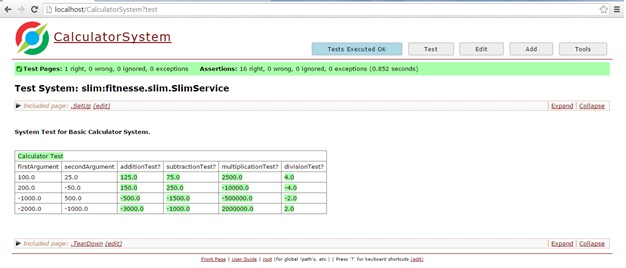 localhost/CalculatorSystem?test
CalculatorSystem
Tests Executed OK
Test
Edit
Add
Tools
Test Pages: 1 right, 0 wrong, 0 ignored, 0 exceptions Assertions: 16 right, 0 wrong, 0 ignored, 0 exceptions (0.852 seconds)
Test System: slim:fitnesse.slim.SlimService
Included page: .SetUp (edit) Expand | Collapse
System Test for Basic Calculator System.
Calculator Test
firstArgument secondArgument additionTest? subtractionTest? multiplicationTest? divisionTest?
100.0 25.0 125.0 75.0 2500.0 4.0
200.0 -50.0 150.0 250.0 -10000.0 -4.0
-1000.0 500.0 -500.0 -1500.0 -500000.0 -2.0
-2000.0 -1000.0 -3000.0 -1000.0 2000000.0 2.0
Included page: .TearDown (edit) Expand | Collapse
Front Page | User Guide | root (for global !path's, etc.) | Press '?' for keyboard shortcuts (edit)